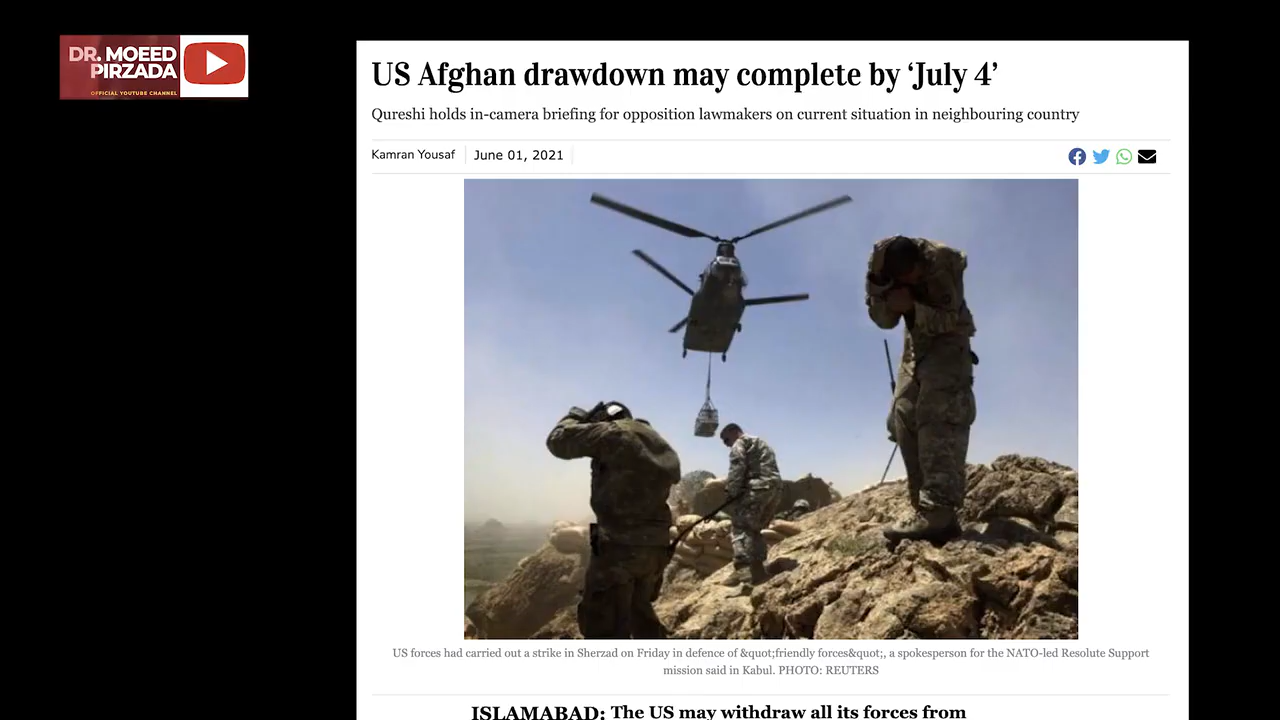 DR. MOEED
PIRZADA
OFFICIAL YOUTUBE CHANNEL
US Afghan drawdown may complete by ‘July 4’
Qureshi holds in-camera briefing for opposition lawmakers on current situation in neighbouring country
Kamran Yousaf
June 01, 2021
US forces had carried out a strike in Sherzad on Friday in defence of &quot;friendly forces&quot;, a spokesperson for the NATO-led Resolute Support
mission said in Kabul. PHOTO: REUTERS
ISLAMABAD: The US may withdraw all its forces from